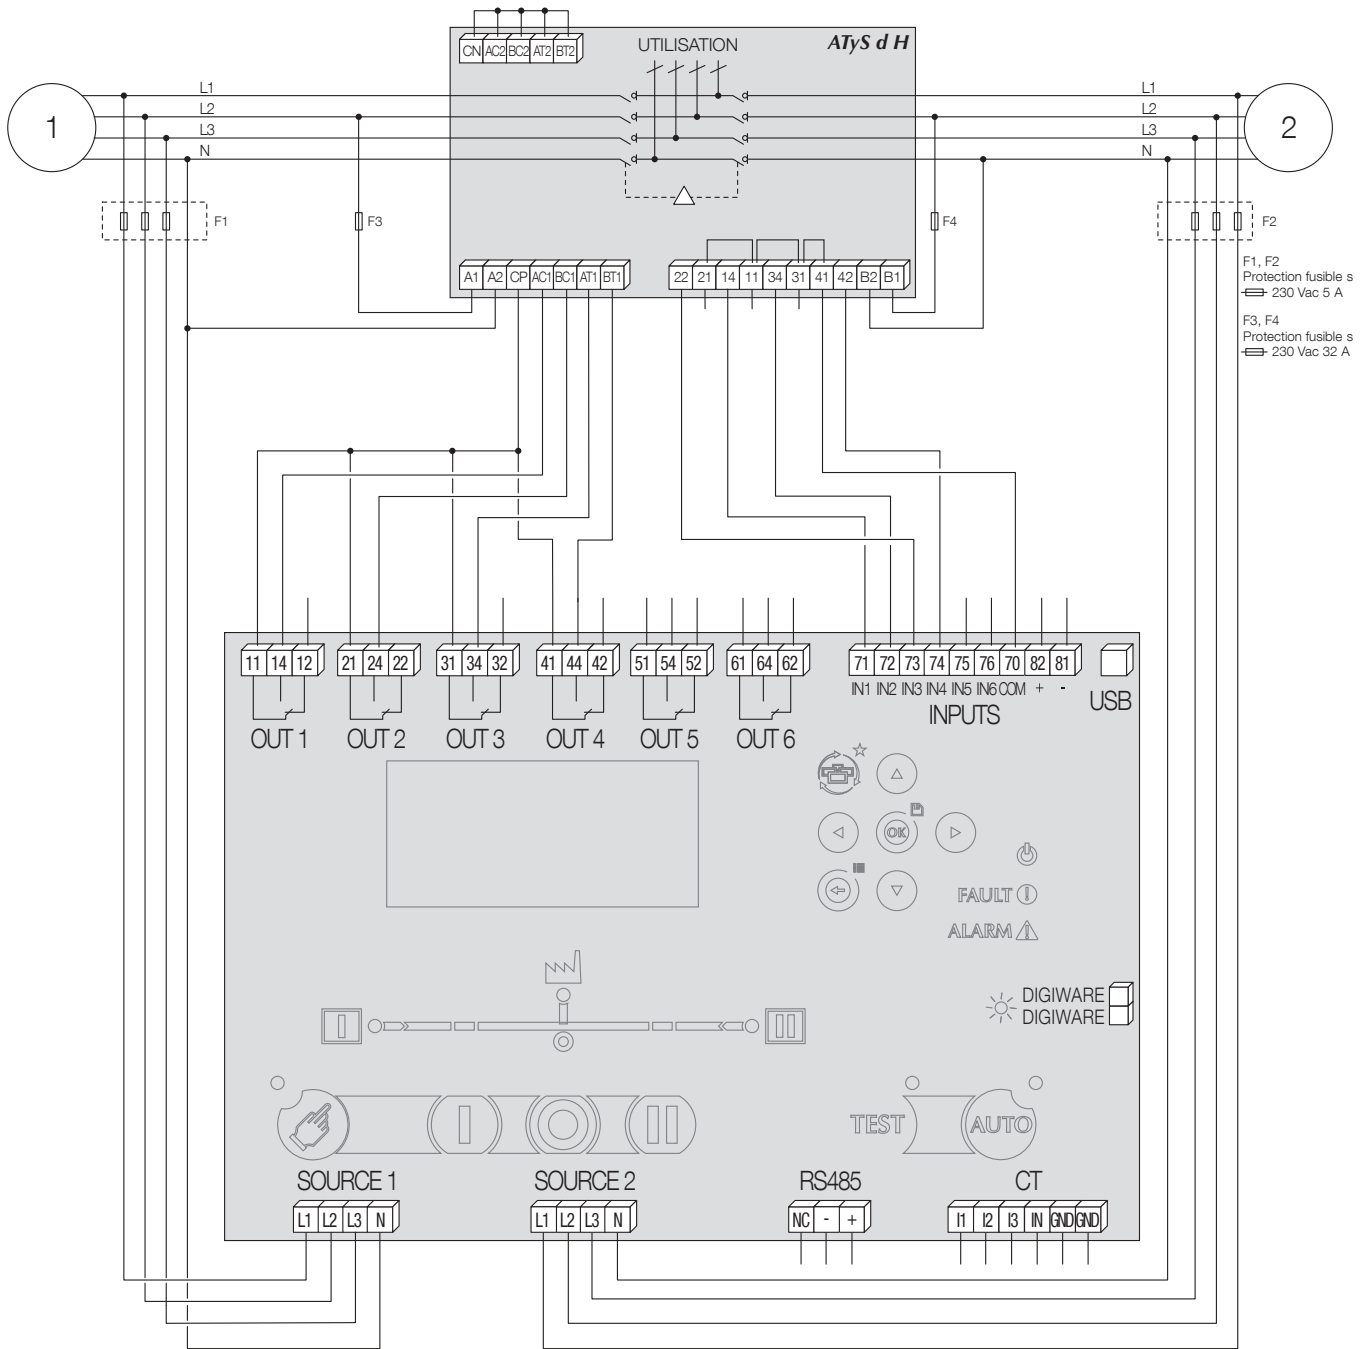 CN AC2 BC2 AT2 BT2
UTILISATION
ATyS d H
1
L1
L2
L3
N
L1
L2
L3
N
2
F1
F3
F4
F2
A1 A2 CP AC1 BC1 AT1 BT1
22 21 14 11 34 31 41 42 B2 B1
F1, F2
Protection fusible s
230 Vac 5 A
F3, F4
Protection fusible s
230 Vac 32 A
11 14 12
21 24 22
31 34 32
41 44 42
51 54 52
61 64 62
71 72 73 74 75 76 70 82 81
IN1 IN2 IN3 IN4 IN5 IN6 COM + -
INPUTS
USB
OUT 1
OUT 2
OUT 3
OUT 4
OUT 5
OUT 6
OK
FAULT
ALARM
DIGIWARE
DIGIWARE
TEST
AUTO
SOURCE 1
SOURCE 2
RS485
CT
L1 L2 L3 N
L1 L2 L3 N
NC - +
I1 I2 I3 IN GND GND